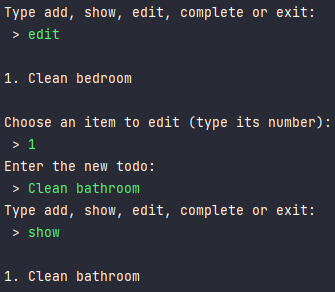 Type add, show, edit, complete or exit:
> edit
1. Clean bedroom
Choose an item to edit (type its number):
> 1
Enter the new todo:
> Clean bathroom
Type add, show, edit, complete or exit:
> show
1. Clean bathroom